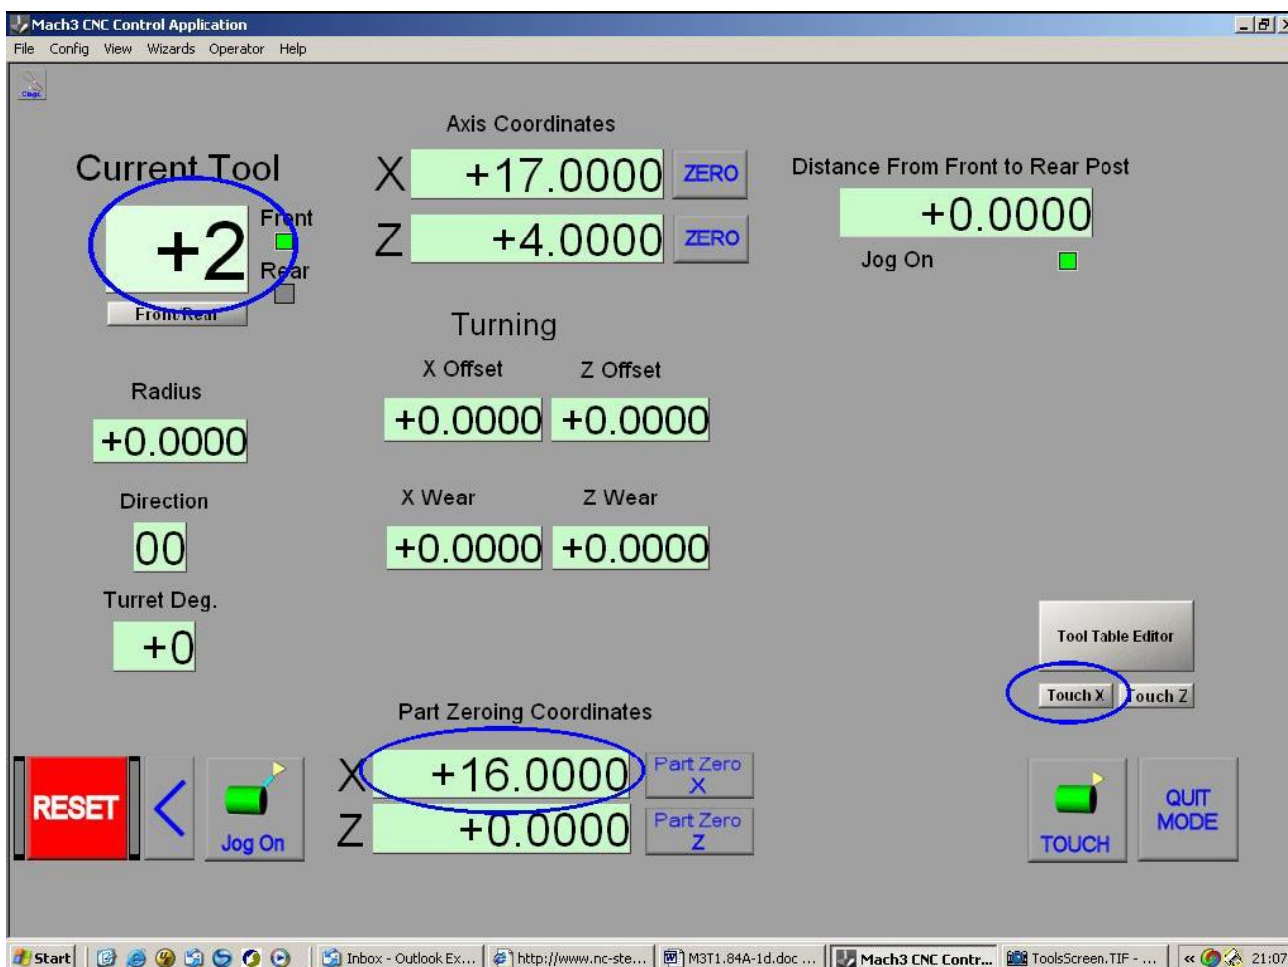 Mach3 CNC Control Application
File Config View Wizards Operator Help
Axis Coordinates
Current Tool
X +17.0000 ZERO
Distance From Front to Rear Post
+0.0000
+2
Front
Z +4.0000 ZERO
Rear
Jog On
Front/Rear
Turning
X Offset Z Offset
Radius
+0.0000 +0.0000
+0.0000
Direction
X Wear Z Wear
00
+0.0000 +0.0000
Turret Deg.
+0
Tool Table Editor
Touch X Touch Z
Part Zeroing Coordinates
X +16.0000 Part Zero X
Z +0.0000 Part Zero Z
RESET
<
Jog On
TOUCH
QUIT
MODE
Start Inbox - Outlook Ex... http://www.nc-ste... M3T1.84A-1d.doc ... Mach3 CNC Contr... ToolsScreen.TIF - ... « 21:07